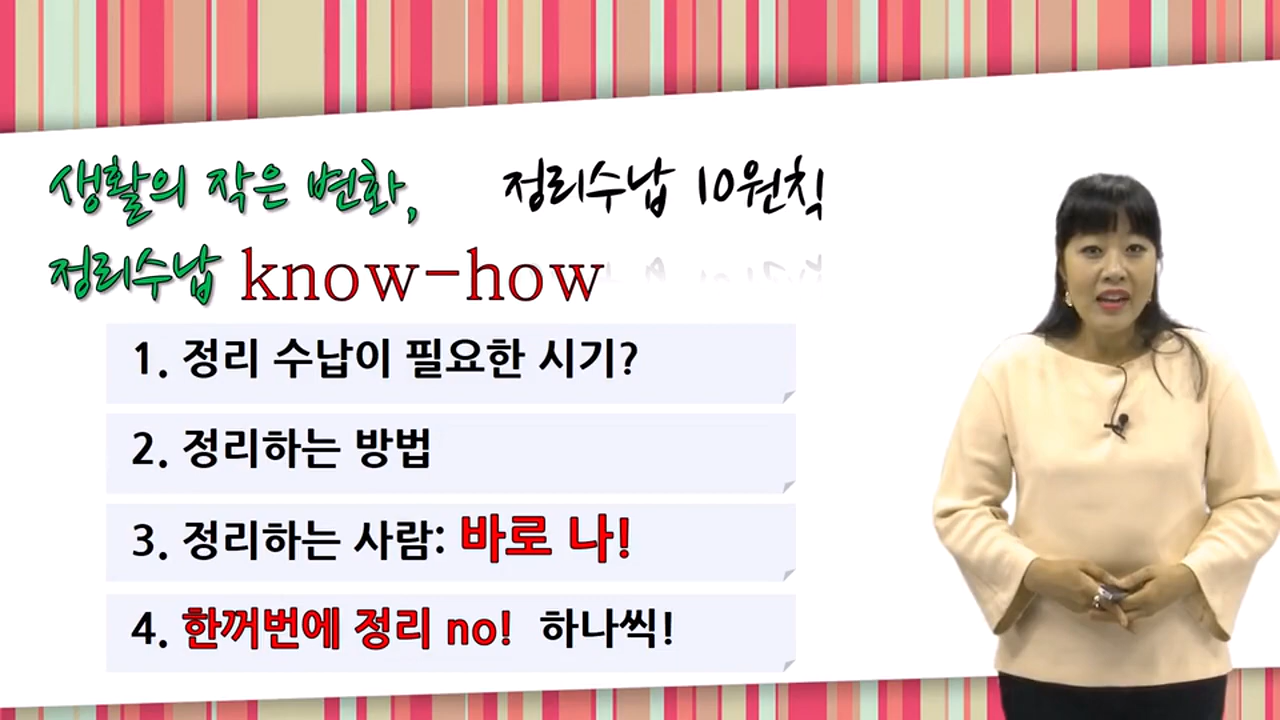 생활의 작은 변화,
정리수납 10원칙
정리수납 know-how
1. 정리 수납이 필요한 시기?
2. 정리하는 방법
3. 정리하는 사람: 바로 나!
4. 한꺼번에 정리 no! 하나씩!